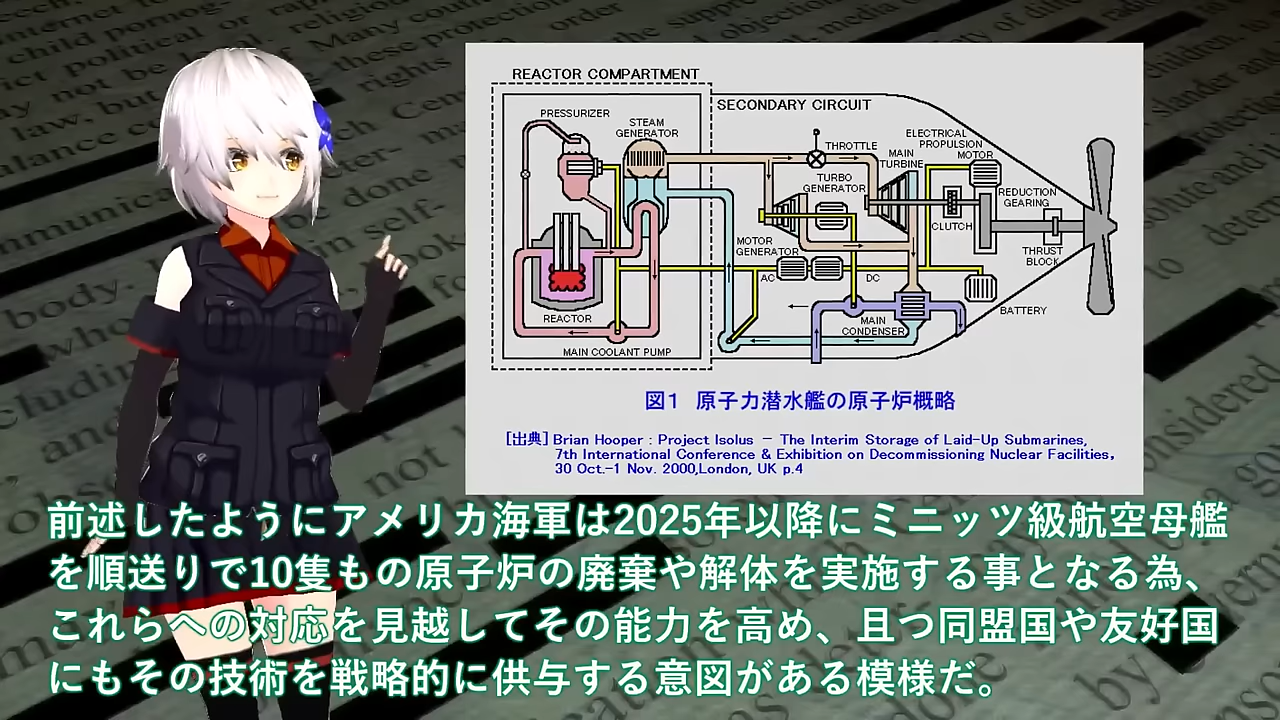 REACTOR COMPARTMENT
PRESSURIZER
STEAM
GENERATOR
SECONDARY CIRCUIT
THROTTLE
ELECTRICAL
PROPULSION
MOTOR
MAIN
TURBINE
TURBO
GENERATOR
REDUCTION
GEARING
CLUTCH
MOTOR
GENERATOR
THRUST
BLOCK
AC
DC
REACTOR
BATTERY
MAIN
CONDENSER
MAIN COOLANT PUMP
図1 原子力潜水艦の原子炉概略
[出典] Brian Hooper : Project Isolus － The Interim Storage of Laid-Up Submarines,
7th International Conference & Exhibition on Decommissioning Nuclear Facilities,
30 Oct.-1 Nov. 2000,London, UK p.4
前述したようにアメリカ海軍は2025年以降にミニッツ級航空母艦
を順送りで10隻もの原子炉の廃棄や解体を実施する事となる為、
これらへの対応を見越してその能力を高め、且つ同盟国や友好国
にもその技術を戦略的に供与する意図がある模様だ。